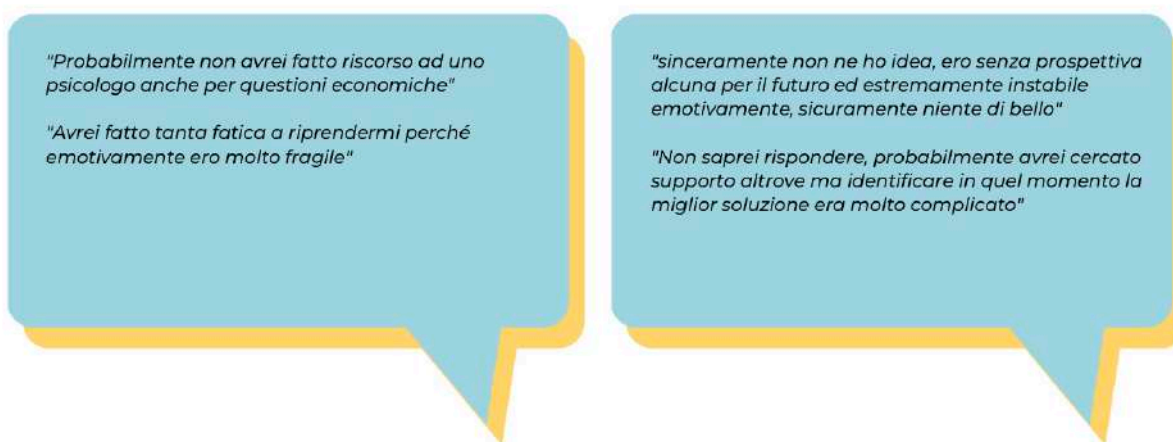 "Probabilmente non avrei fatto riscorso ad uno
psicologo anche per questioni economiche"
"Avrei fatto tanta fatica a riprendermi perché
emotivamente ero molto fragile"
"sinceramente non ne ho idea, ero senza prospettiva
alcuna per il futuro ed estremamente instabile
emotivamente, sicuramente niente di bello"
"Non saprei rispondere, probabilmente avrei cercato
supporto altrove ma identificare in quel momento la
miglior soluzione era molto complicato"